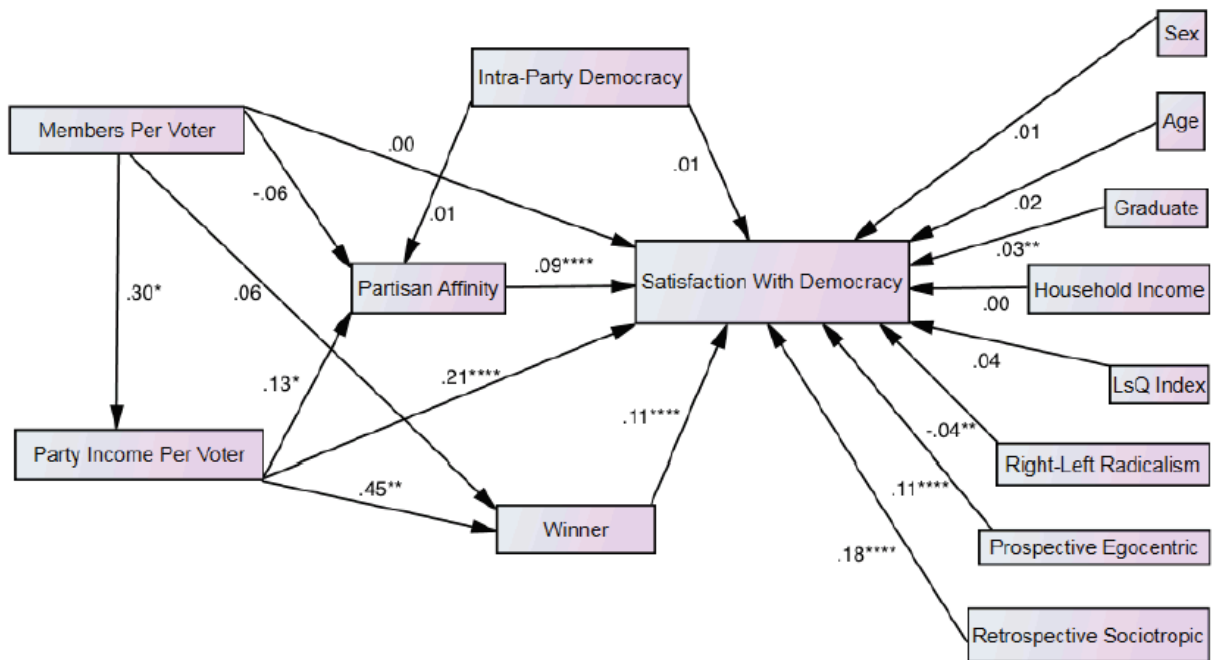 Sex
Intra-Party Democracy
Members Per Voter
Age
.00
.01
.01
-.06
.02
Graduate
.01
.03**
.09****
Satisfaction With Democracy
Partisan Affinity
.30*
.06
Household Income
.00
.04
.13*
.21****
LsQ Index
.11****
-.04**
Party Income Per Voter
Right-Left Radicalism
.45**
.11****
Winner
Prospective Egocentric
.18****
Retrospective Sociotropic